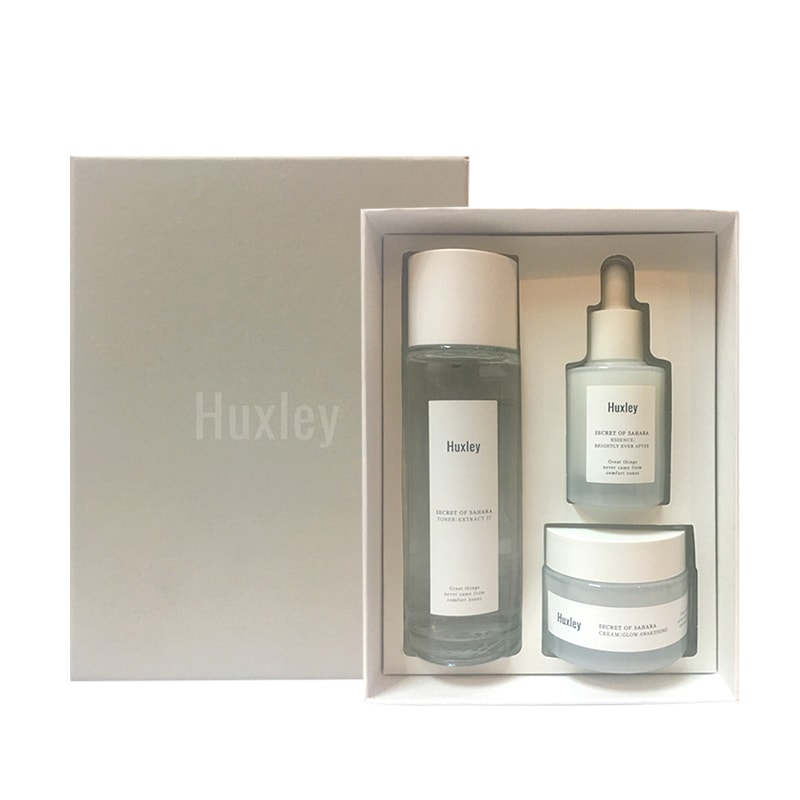 Huxley
Huxley
SECRET OF SAHARA
TONER; EXTRACT IT
Great things
never came from
comfort zones
Huxley
SECRET OF SAHARA
ESSENCE;
BRIGHTLY EVER AFTER
Great things
never came from
comfort zones
Huxley
SECRET OF SAHARA
CREAM; GLOW AWAKENING